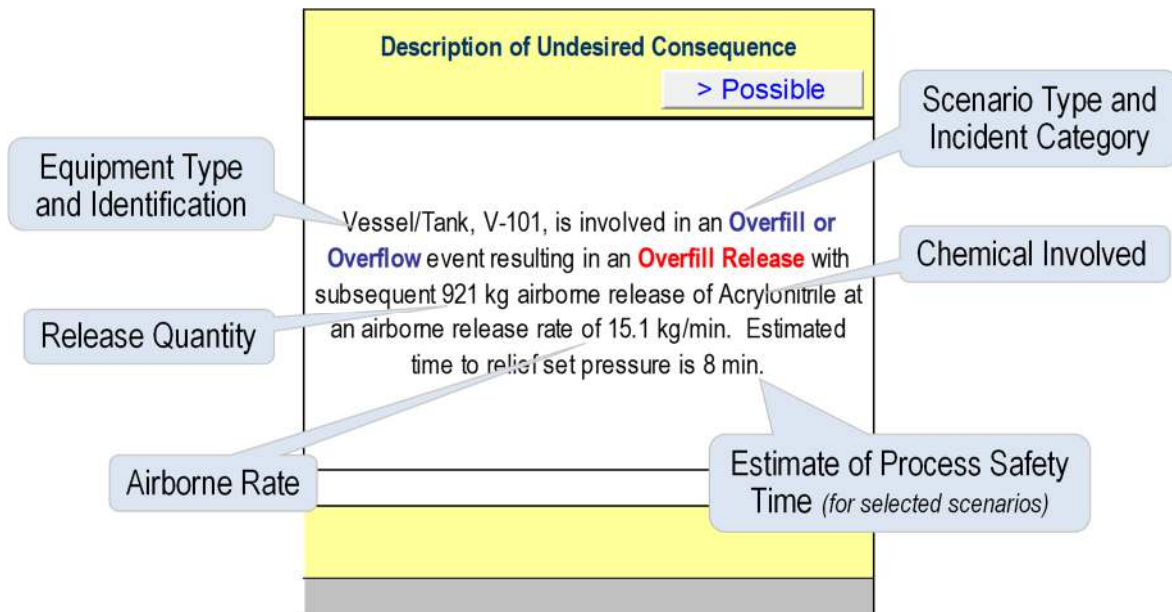 Description of Undesired Consequence
> Possible
Scenario Type and
Incident Category
Equipment Type
and Identification
Vessel/Tank, V-101, is involved in an Overfill or
Overflow event resulting in an Overfill Release with
subsequent 921 kg airborne release of Acrylonitrile at
an airborne release rate of 15.1 kg/min. Estimated
time to relief set pressure is 8 min.
Chemical Involved
Release Quantity
Airborne Rate
Estimate of Process Safety
Time (for selected scenarios)